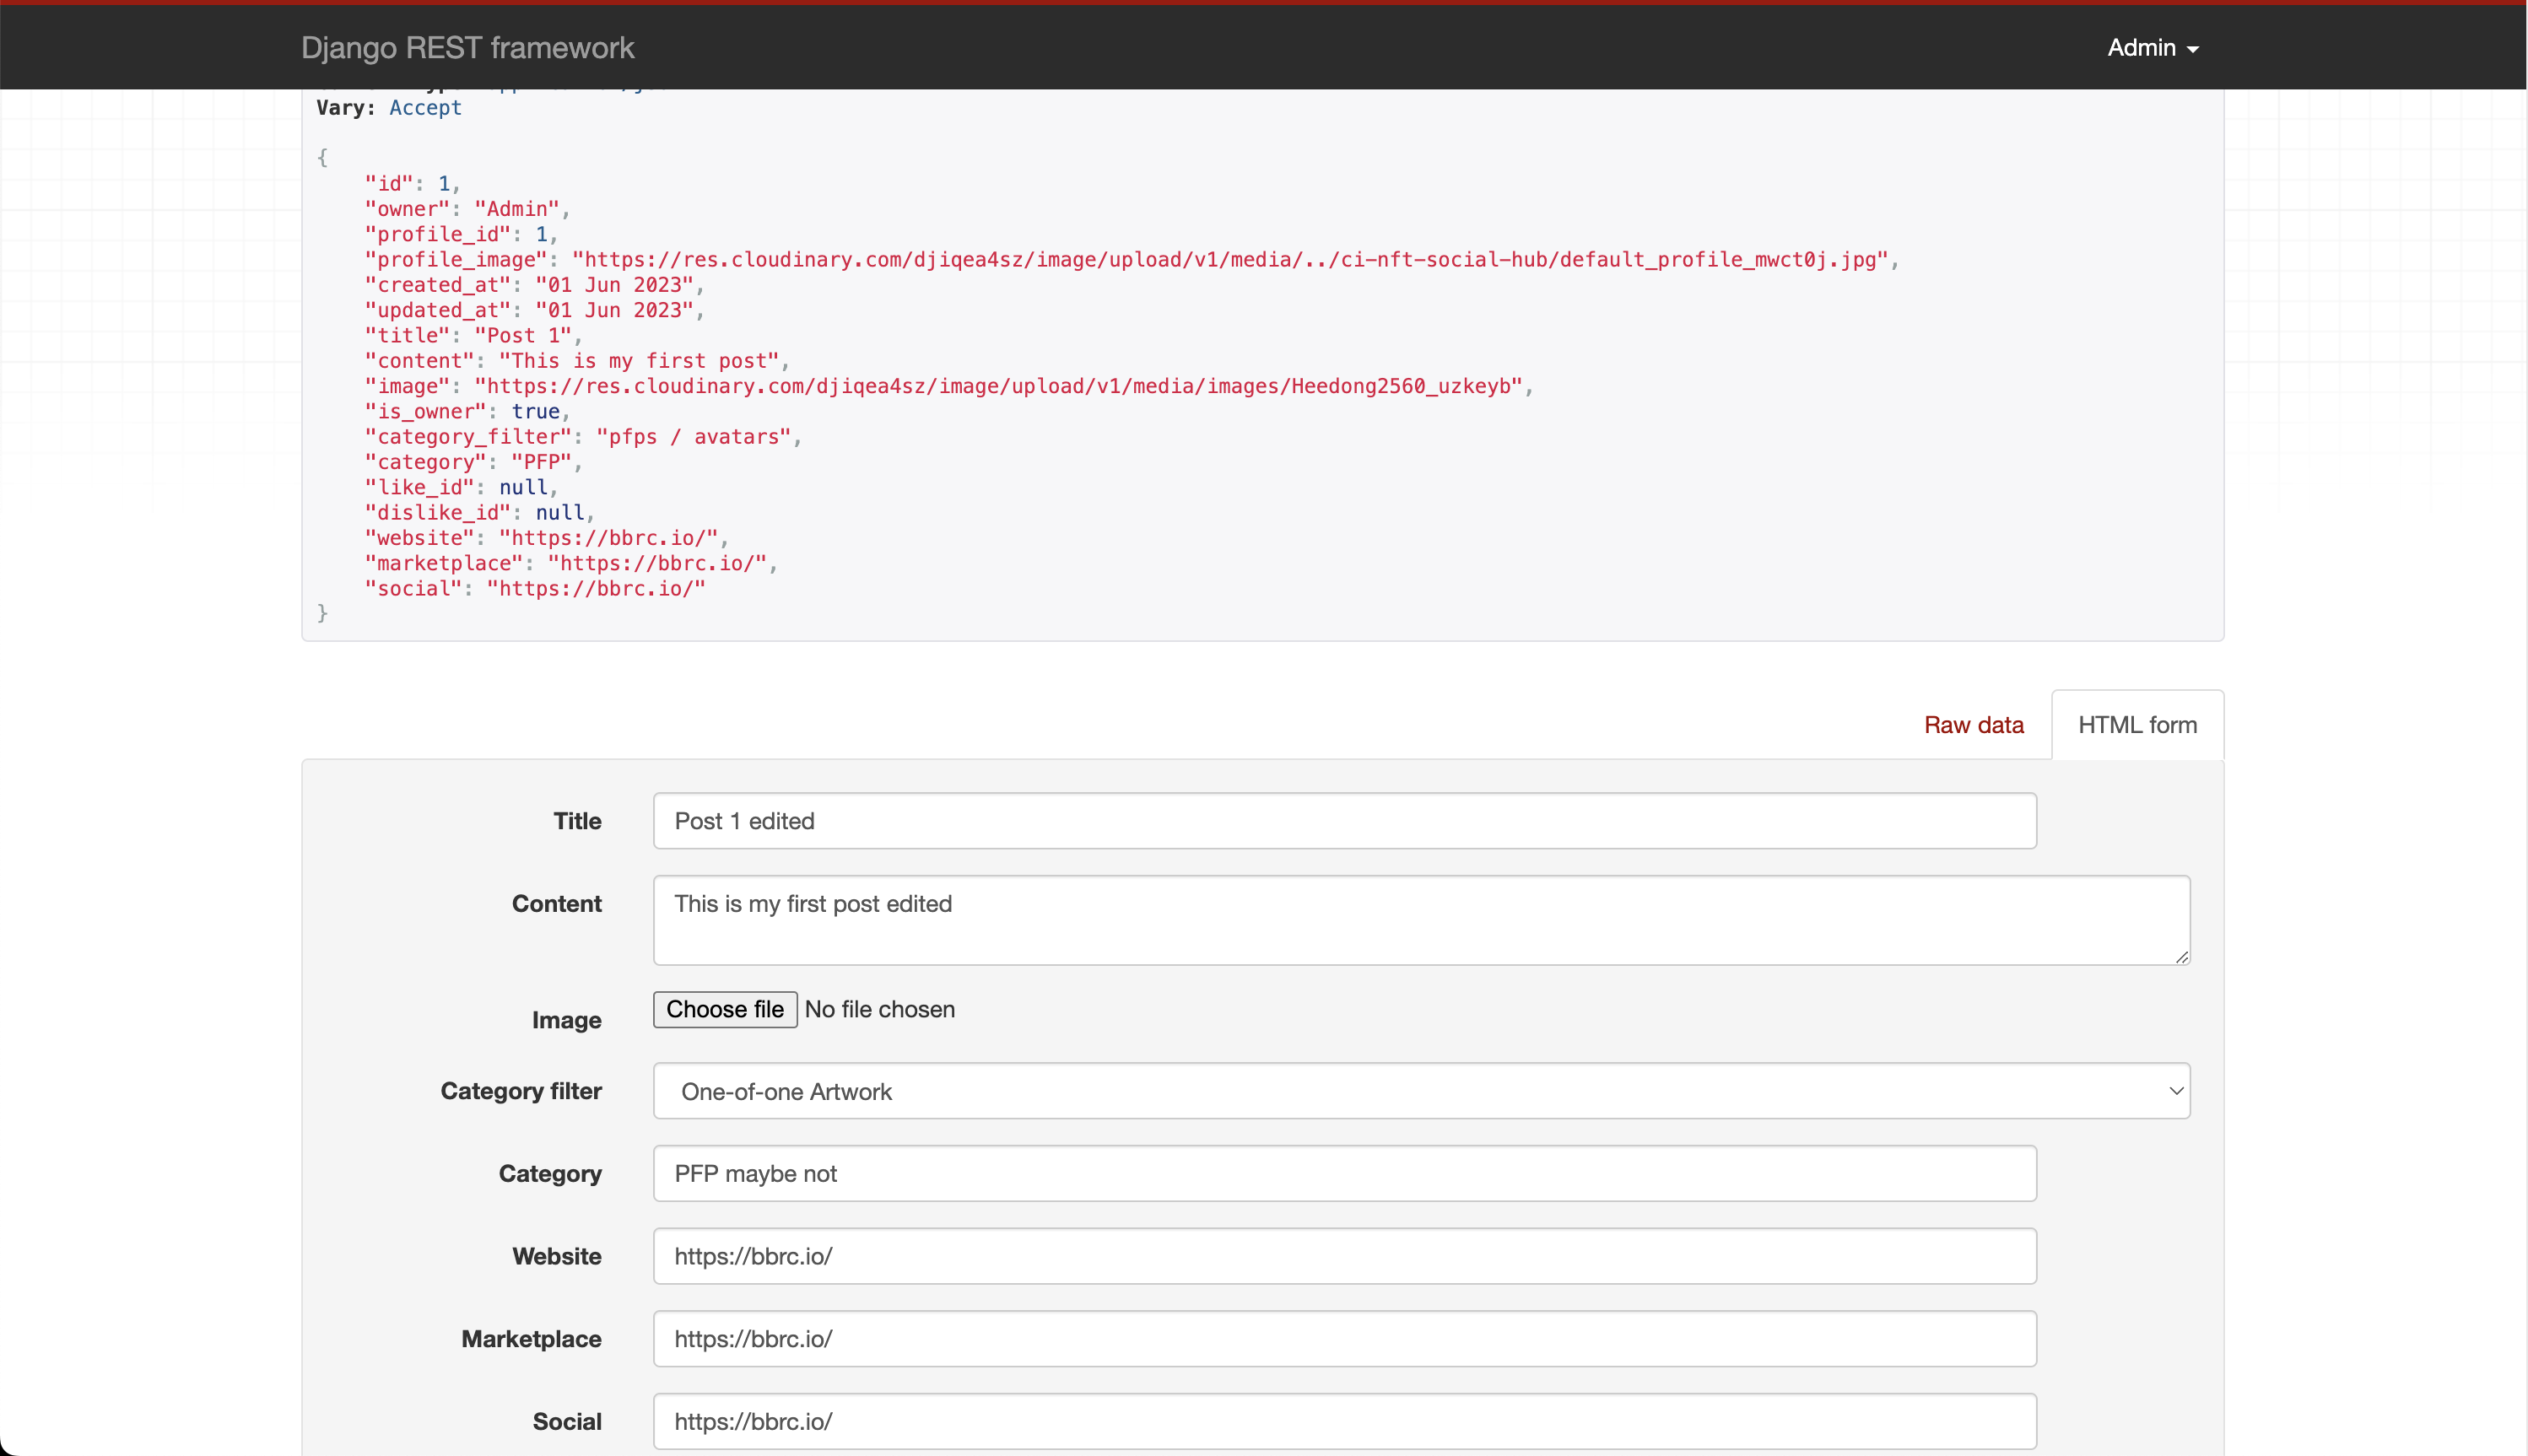 Django REST framework
Admin
Vary: Accept
{
    "id": 1,
    "owner": "Admin",
    "profile_id": 1,
    "profile_image": "https://res.cloudinary.com/djiqea4sz/image/upload/v1/media/../ci-nft-social-hub/default_profile_mwct0j.jpg",
    "created_at": "01 Jun 2023",
    "updated_at": "01 Jun 2023",
    "title": "Post 1",
    "content": "This is my first post",
    "image": "https://res.cloudinary.com/djiqea4sz/image/upload/v1/media/images/Heedong2560_uzkeyb",
    "is_owner": true,
    "category_filter": "pfps / avatars",
    "category": "PFP",
    "like_id": null,
    "dislike_id": null,
    "website": "https://bbrc.io/",
    "marketplace": "https://bbrc.io/",
    "social": "https://bbrc.io/"
}
Raw data
HTML form
Title
Post 1 edited
Content
This is my first post edited
Image
Choose file No file chosen
Category filter
One-of-one Artwork
Category
PFP maybe not
Website
https://bbrc.io/
Marketplace
https://bbrc.io/
Social
https://bbrc.io/